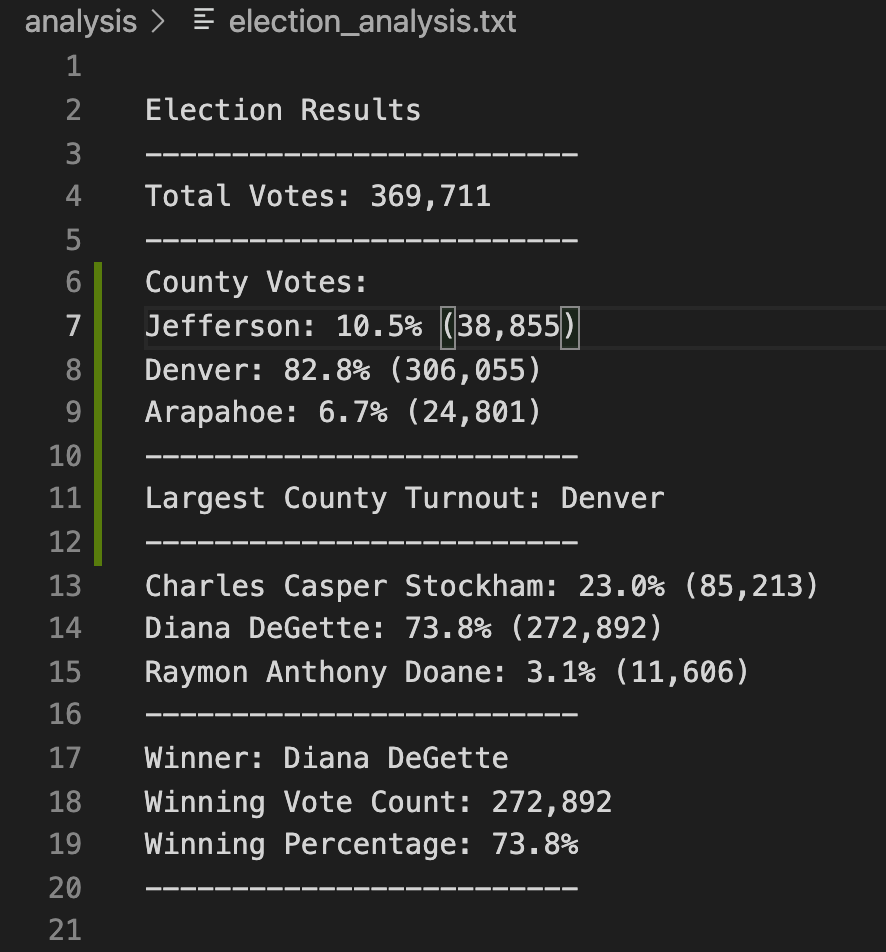 analysis > election_analysis.txt
1
2 Election Results
3 -------------------------
4 Total Votes: 369,711
5 -------------------------
6 County Votes:
7 Jefferson: 10.5% (38,855)
8 Denver: 82.8% (306,055)
9 Arapahoe: 6.7% (24,801)
10 -------------------------
11 Largest County Turnout: Denver
12 -------------------------
13 Charles Casper Stockham: 23.0% (85,213)
14 Diana DeGette: 73.8% (272,892)
15 Raymon Anthony Doane: 3.1% (11,606)
16 -------------------------
17 Winner: Diana DeGette
18 Winning Vote Count: 272,892
19 Winning Percentage: 73.8%
20 -------------------------
21